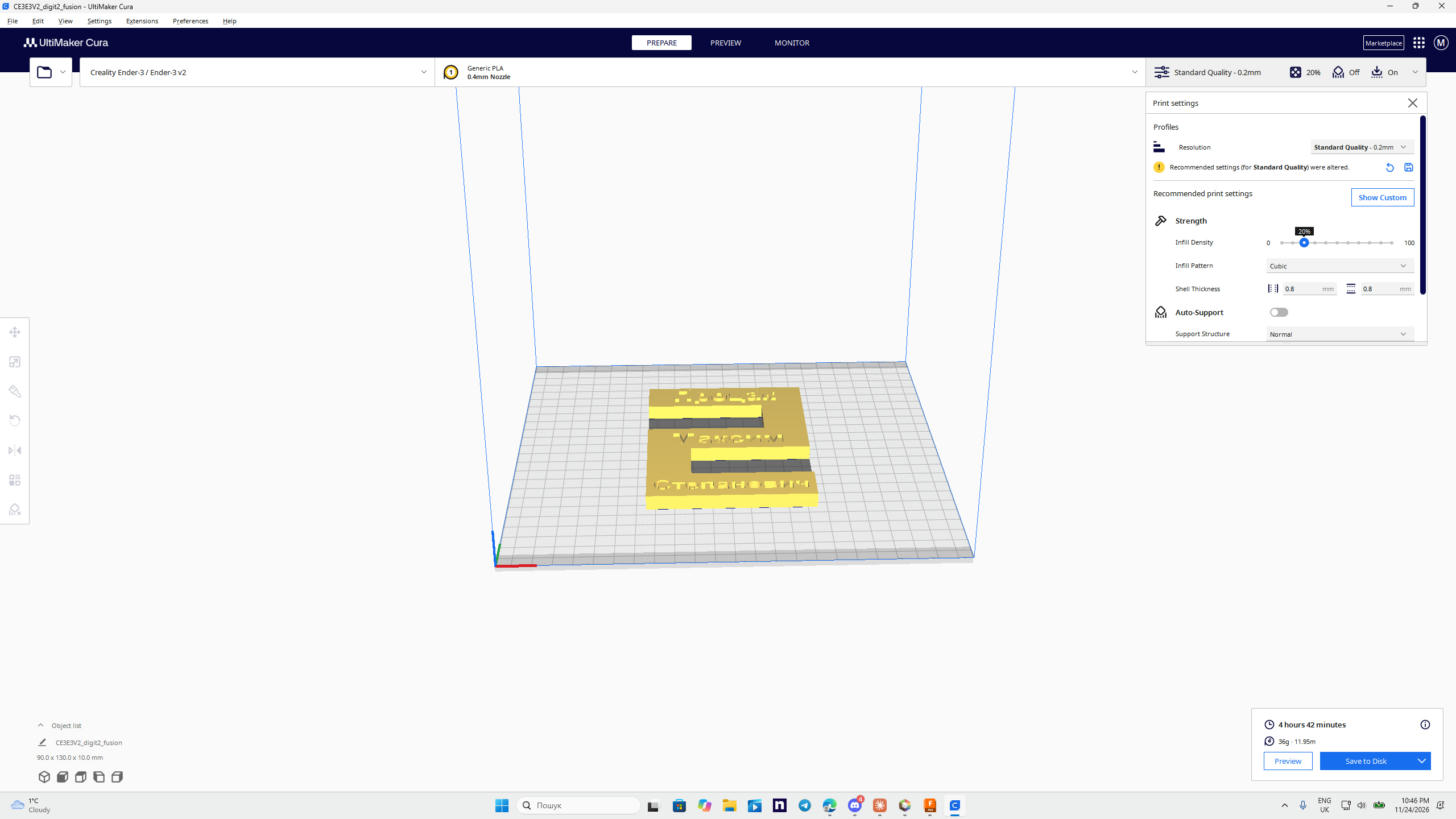 CE3E3V2_digit2_fusion - UltiMaker Cura
File Edit View Settings Extensions Preferences Help
UltiMaker Cura
PREPARE PREVIEW MONITOR
Marketplace
M
Creality Ender-3 / Ender-3 v2
1
Generic PLA
0.4mm Nozzle
Standard Quality - 0.2mm 20% Off On
Print settings
Profiles
Resolution Standard Quality - 0.2mm
Recommended settings (for Standard Quality) were altered.
Recommended print settings
Show Custom
Strength
20%
Infill Density 0 100
Infill Pattern Cubic
Shell Thickness 0.8 mm 0.8 mm
Auto-Support
Support Structure Normal
Степанович
Object list
CE3E3V2_digit2_fusion
90.0 x 130.0 x 10.0 mm
4 hours 42 minutes
36g · 11.95m
Preview Save to Disk
1°C
Cloudy
Пошук
ENG
UK
10:46 PM
11/24/2026